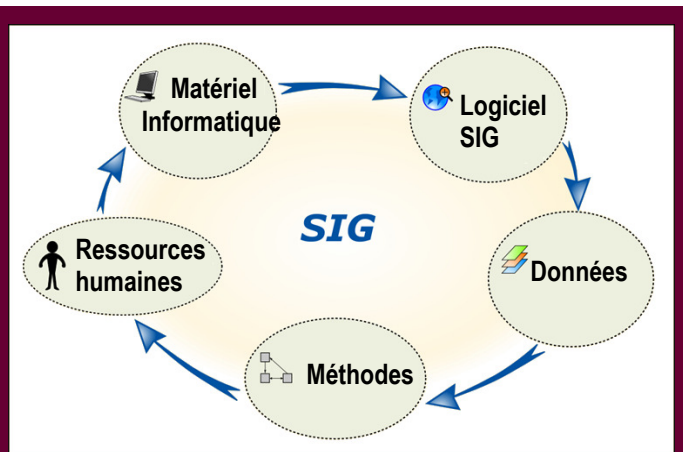 Matériel
Informatique
Logiciel
SIG
SIG
Ressources
humaines
Données
Méthodes